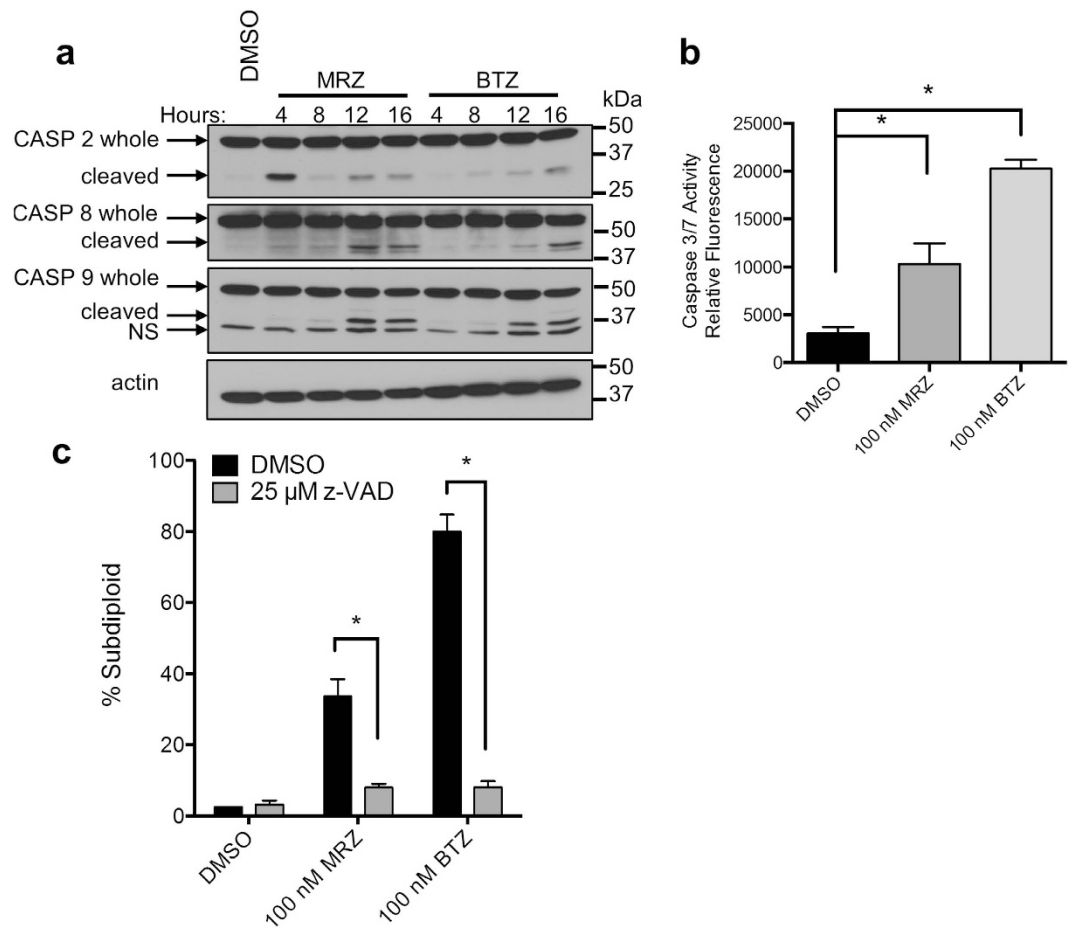 a
DMSO
MRZ BTZ
Hours: 4 8 12 16 4 8 12 16 kDa
CASP 2 whole 50
37
cleaved
25
CASP 8 whole
50
cleaved
37
CASP 9 whole
50
cleaved
37
NS
actin
50
37
b
*
*
25000
20000
15000
10000
5000
0
Caspase 3/7 Activity
Relative Fluorescence
DMSO
100 nM MRZ
100 nM BTZ
c
DMSO
25 µM z-VAD
*
*
100
80
60
40
20
0
% Subdiploid
DMSO
100 nM MRZ
100 nM BTZ